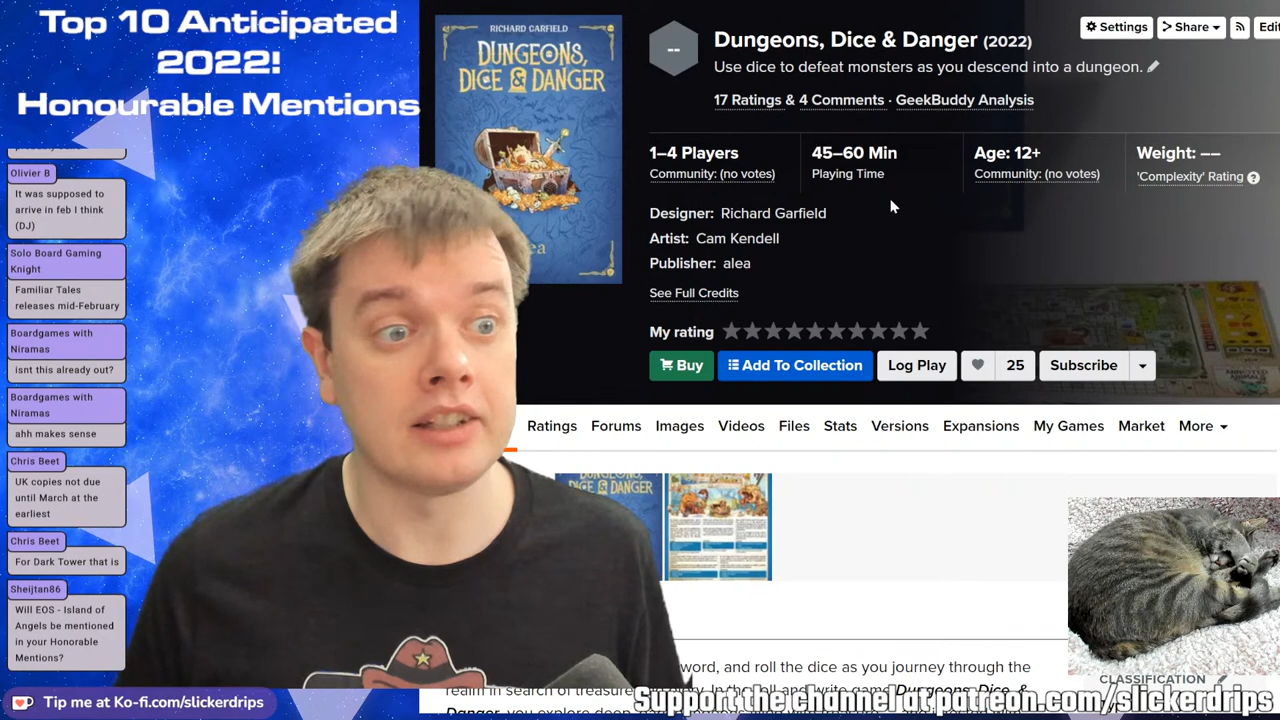 Top 10 Anticipated
2022!
Honourable Mentions
Olivier B
It was supposed to
arrive in feb I think
(DJ)
Solo Board Gaming
Knight
Familiar Tales
releases mid-February
Boardgames with
Niramas
isnt this already out?
Boardgames with
Niramas
ahh makes sense
Chris Beet
UK copies not due
until March at the
earliest
Chris Beet
For Dark Tower that is
Sheijtan86
Will EOS - Island of
Angels be mentioned
in your Honorable
Mentions?
Tip me at Ko-fi.com/slickerdrips
RICHARD GARFIELD
DUNGEONS,
DICE & DANGER
ea
--
Dungeons, Dice & Danger (2022)
Use dice to defeat monsters as you descend into a dungeon.
17 Ratings & 4 Comments · GeekBuddy Analysis
Settings
Share
Edi
1–4 Players
Community: (no votes)
45–60 Min
Playing Time
Age: 12+
Community: (no votes)
Weight: ––
'Complexity' Rating ?
Designer: Richard Garfield
Artist: Cam Kendell
Publisher: alea
See Full Credits
My rating
Buy
Add To Collection
Log Play
25
Subscribe
Ratings
Forums
Images
Videos
Files
Stats
Versions
Expansions
My Games
Market
More
DICE & DANGER
CLASSIFICATION
word, and roll the dice as you journey through the
realm in search of treasure
Support the channel at patreon.com/slickerdrips